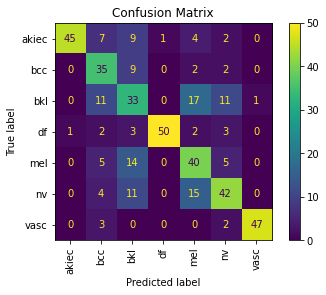 Confusion Matrix
akiec 45 7 9 1 4 2 0
bcc 0 35 9 0 2 2 0
bkl 0 11 33 0 17 11 1
df 1 2 3 50 2 3 0
mel 0 5 14 0 40 5 0
nv 0 4 11 0 15 42 0
vasc 0 3 0 0 0 2 47
akiec bcc bkl df mel nv vasc
True label
Predicted label
50
40
30
20
10
0